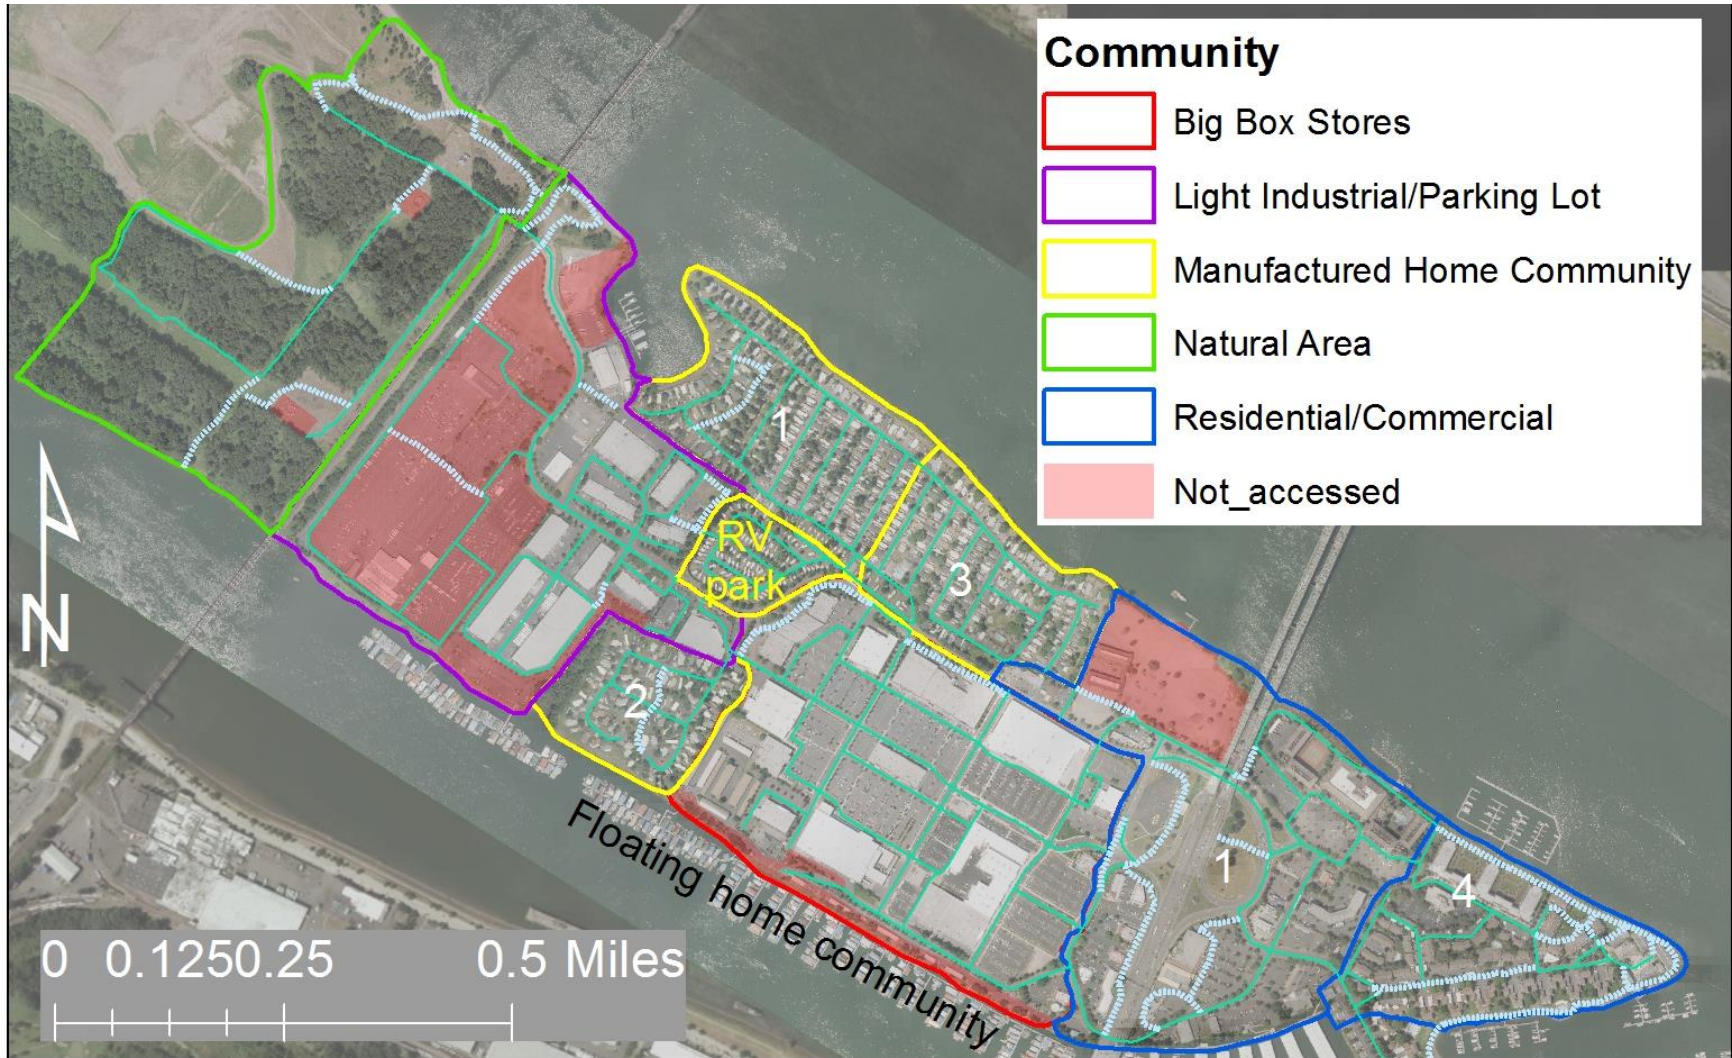 Community
Big Box Stores
Light Industrial/Parking Lot
Manufactured Home Community
Natural Area
Residential/Commercial
Not_accessed
1
RV
park
3
2
N
Floating home community
1
4
0 0.1250.25 0.5 Miles